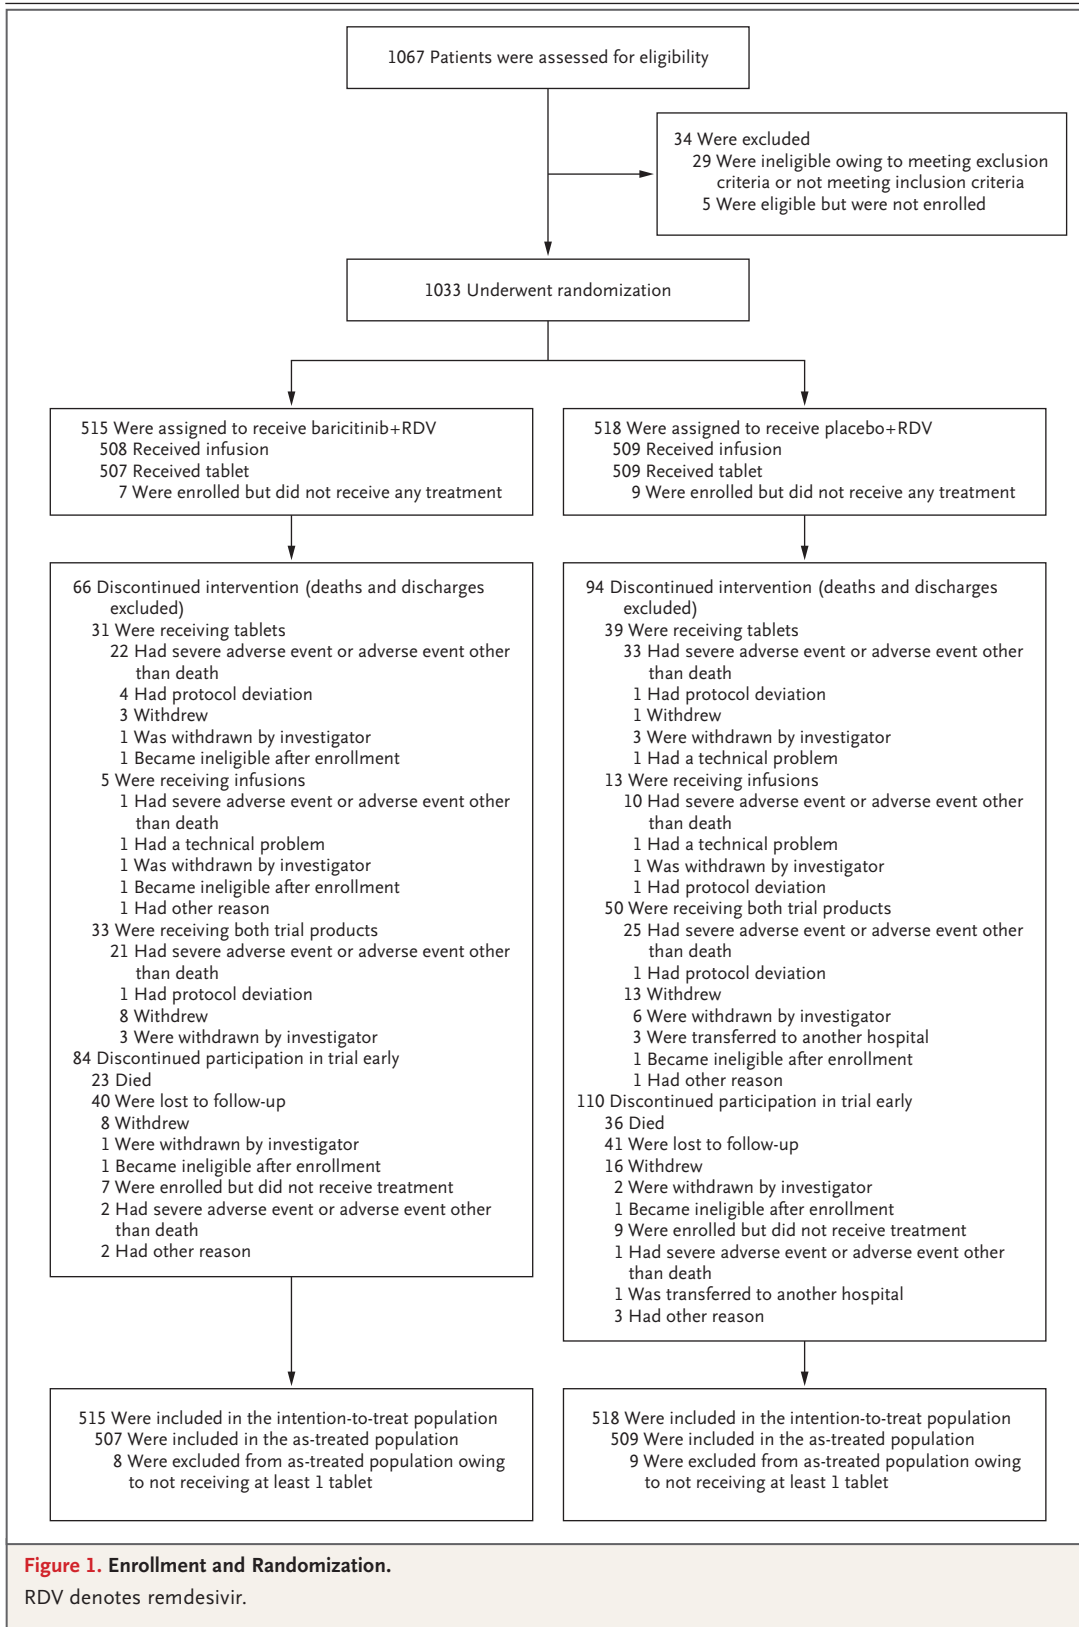 1067 Patients were assessed for eligibility
34 Were excluded
29 Were ineligible owing to meeting exclusion
criteria or not meeting inclusion criteria
5 Were eligible but were not enrolled
1033 Underwent randomization
515 Were assigned to receive baricitinib+RDV
508 Received infusion
507 Received tablet
7 Were enrolled but did not receive any treatment
518 Were assigned to receive placebo+RDV
509 Received infusion
509 Received tablet
9 Were enrolled but did not receive any treatment
66 Discontinued intervention (deaths and discharges
excluded)
31 Were receiving tablets
22 Had severe adverse event or adverse event other
than death
4 Had protocol deviation
3 Withdrew
1 Was withdrawn by investigator
1 Became ineligible after enrollment
5 Were receiving infusions
1 Had severe adverse event or adverse event other
than death
1 Had a technical problem
1 Was withdrawn by investigator
1 Became ineligible after enrollment
1 Had other reason
33 Were receiving both trial products
21 Had severe adverse event or adverse event other
than death
1 Had protocol deviation
8 Withdrew
3 Were withdrawn by investigator
84 Discontinued participation in trial early
23 Died
40 Were lost to follow-up
8 Withdrew
1 Were withdrawn by investigator
1 Became ineligible after enrollment
7 Were enrolled but did not receive treatment
2 Had severe adverse event or adverse event other
than death
2 Had other reason
94 Discontinued intervention (deaths and discharges
excluded)
39 Were receiving tablets
33 Had severe adverse event or adverse event other
than death
1 Had protocol deviation
1 Withdrew
3 Were withdrawn by investigator
1 Had a technical problem
13 Were receiving infusions
10 Had severe adverse event or adverse event other
than death
1 Had a technical problem
1 Was withdrawn by investigator
1 Had protocol deviation
50 Were receiving both trial products
25 Had severe adverse event or adverse event other
than death
1 Had protocol deviation
13 Withdrew
6 Were withdrawn by investigator
3 Were transferred to another hospital
1 Became ineligible after enrollment
1 Had other reason
110 Discontinued participation in trial early
36 Died
41 Were lost to follow-up
16 Withdrew
2 Were withdrawn by investigator
1 Became ineligible after enrollment
9 Were enrolled but did not receive treatment
1 Had severe adverse event or adverse event other
than death
1 Was transferred to another hospital
3 Had other reason
515 Were included in the intention-to-treat population
507 Were included in the as-treated population
8 Were excluded from as-treated population owing
to not receiving at least 1 tablet
518 Were included in the intention-to-treat population
509 Were included in the as-treated population
9 Were excluded from as-treated population owing
to not receiving at least 1 tablet
Figure 1. Enrollment and Randomization.
RDV denotes remdesivir.